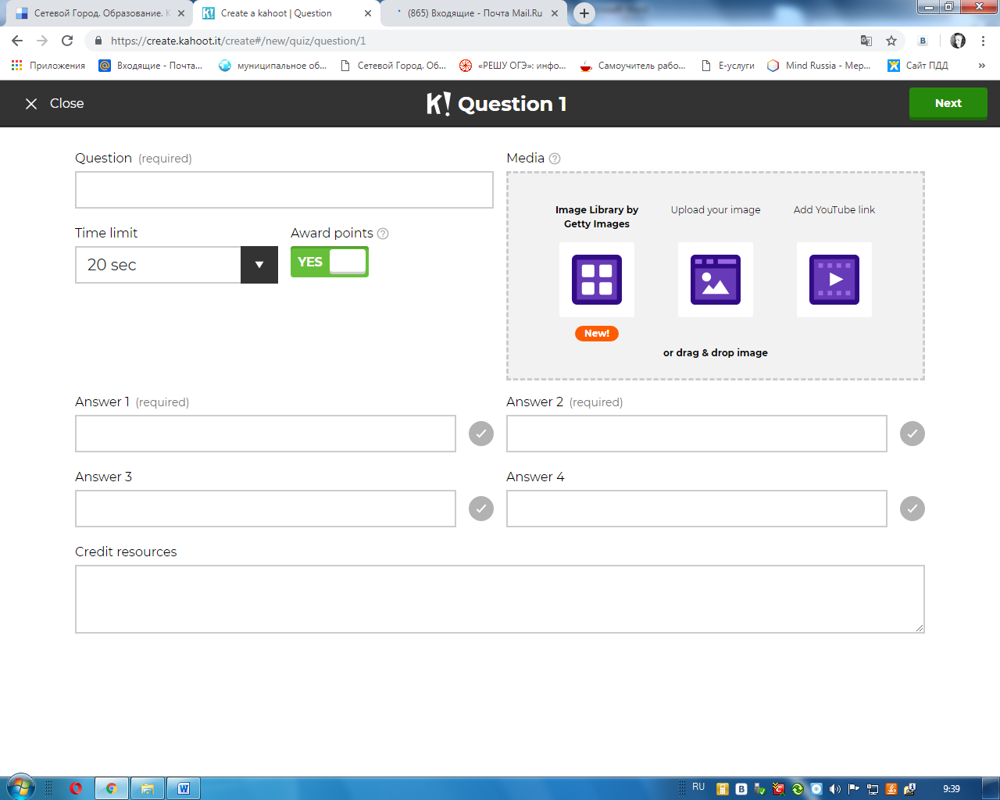 Сетевой Город. Образование.
Create a kahoot | Question
(865) Входящие - Почта Mail.Ru
https://create.kahoot.it/create#/new/quiz/question/1
Приложения
Входящие - Почта...
муниципальное об...
Сетевой Город. Об...
«РЕШУ ОГЭ»: инфо...
Самоучитель рабо...
Е-услуги
Mind Russia - Мер...
Сайт ПДД
»
Close
K! Question 1
Next
Question (required)
Media
Image Library by
Getty Images
Upload your image
Add YouTube link
Time limit
Award points
20 sec
YES
New!
or drag & drop image
Answer 1 (required)
Answer 2 (required)
Answer 3
Answer 4
Credit resources
RU
9:39